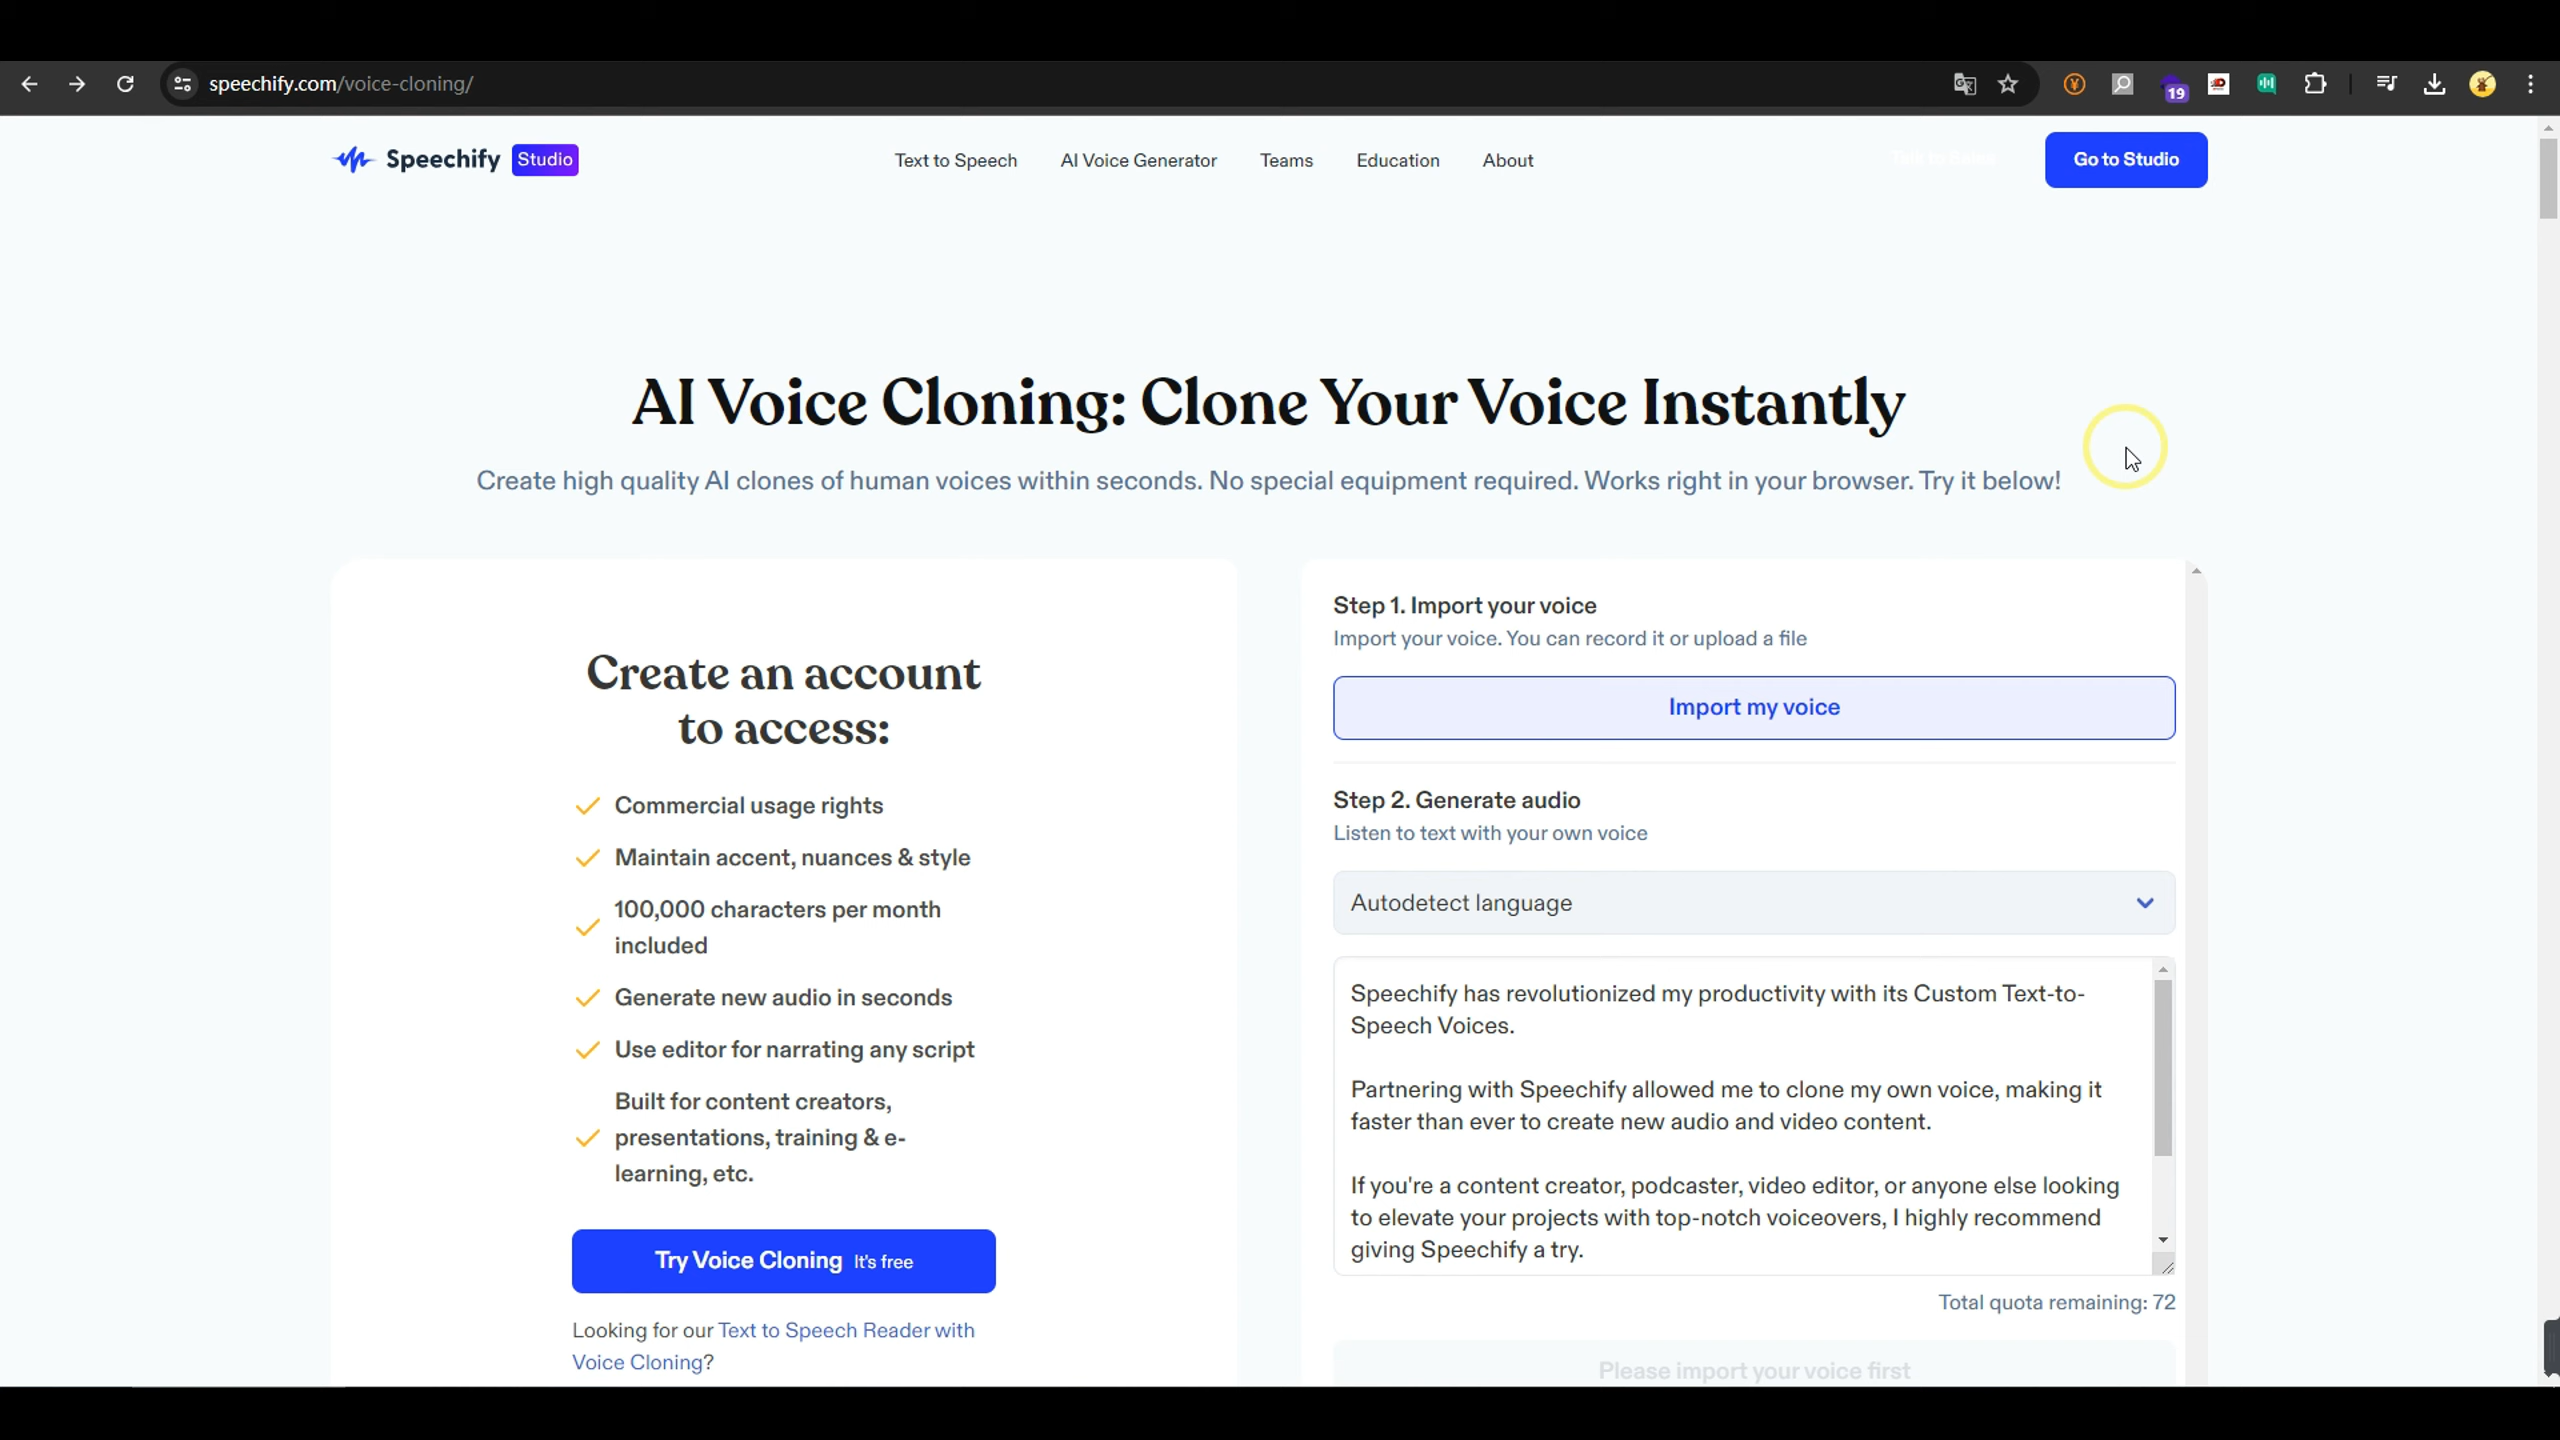 speechify.com/voice-cloning/
19
Speechify Studio
Text to Speech
AI Voice Generator
Teams
Education
About
Go to Studio
AI Voice Cloning: Clone Your Voice Instantly
Create high quality AI clones of human voices within seconds. No special equipment required. Works right in your browser. Try it below!
Create an account
to access:
Commercial usage rights
Maintain accent, nuances & style
100,000 characters per month
included
Generate new audio in seconds
Use editor for narrating any script
Built for content creators,
presentations, training & e-
learning, etc.
Try Voice Cloning It's free
Looking for our Text to Speech Reader with
Voice Cloning?
Step 1. Import your voice
Import your voice. You can record it or upload a file
Import my voice
Step 2. Generate audio
Listen to text with your own voice
Autodetect language
Speechify has revolutionized my productivity with its Custom Text-to-
Speech Voices.
Partnering with Speechify allowed me to clone my own voice, making it
faster than ever to create new audio and video content.
If you're a content creator, podcaster, video editor, or anyone else looking
to elevate your projects with top-notch voiceovers, I highly recommend
giving Speechify a try.
Total quota remaining: 72
Please import your voice first